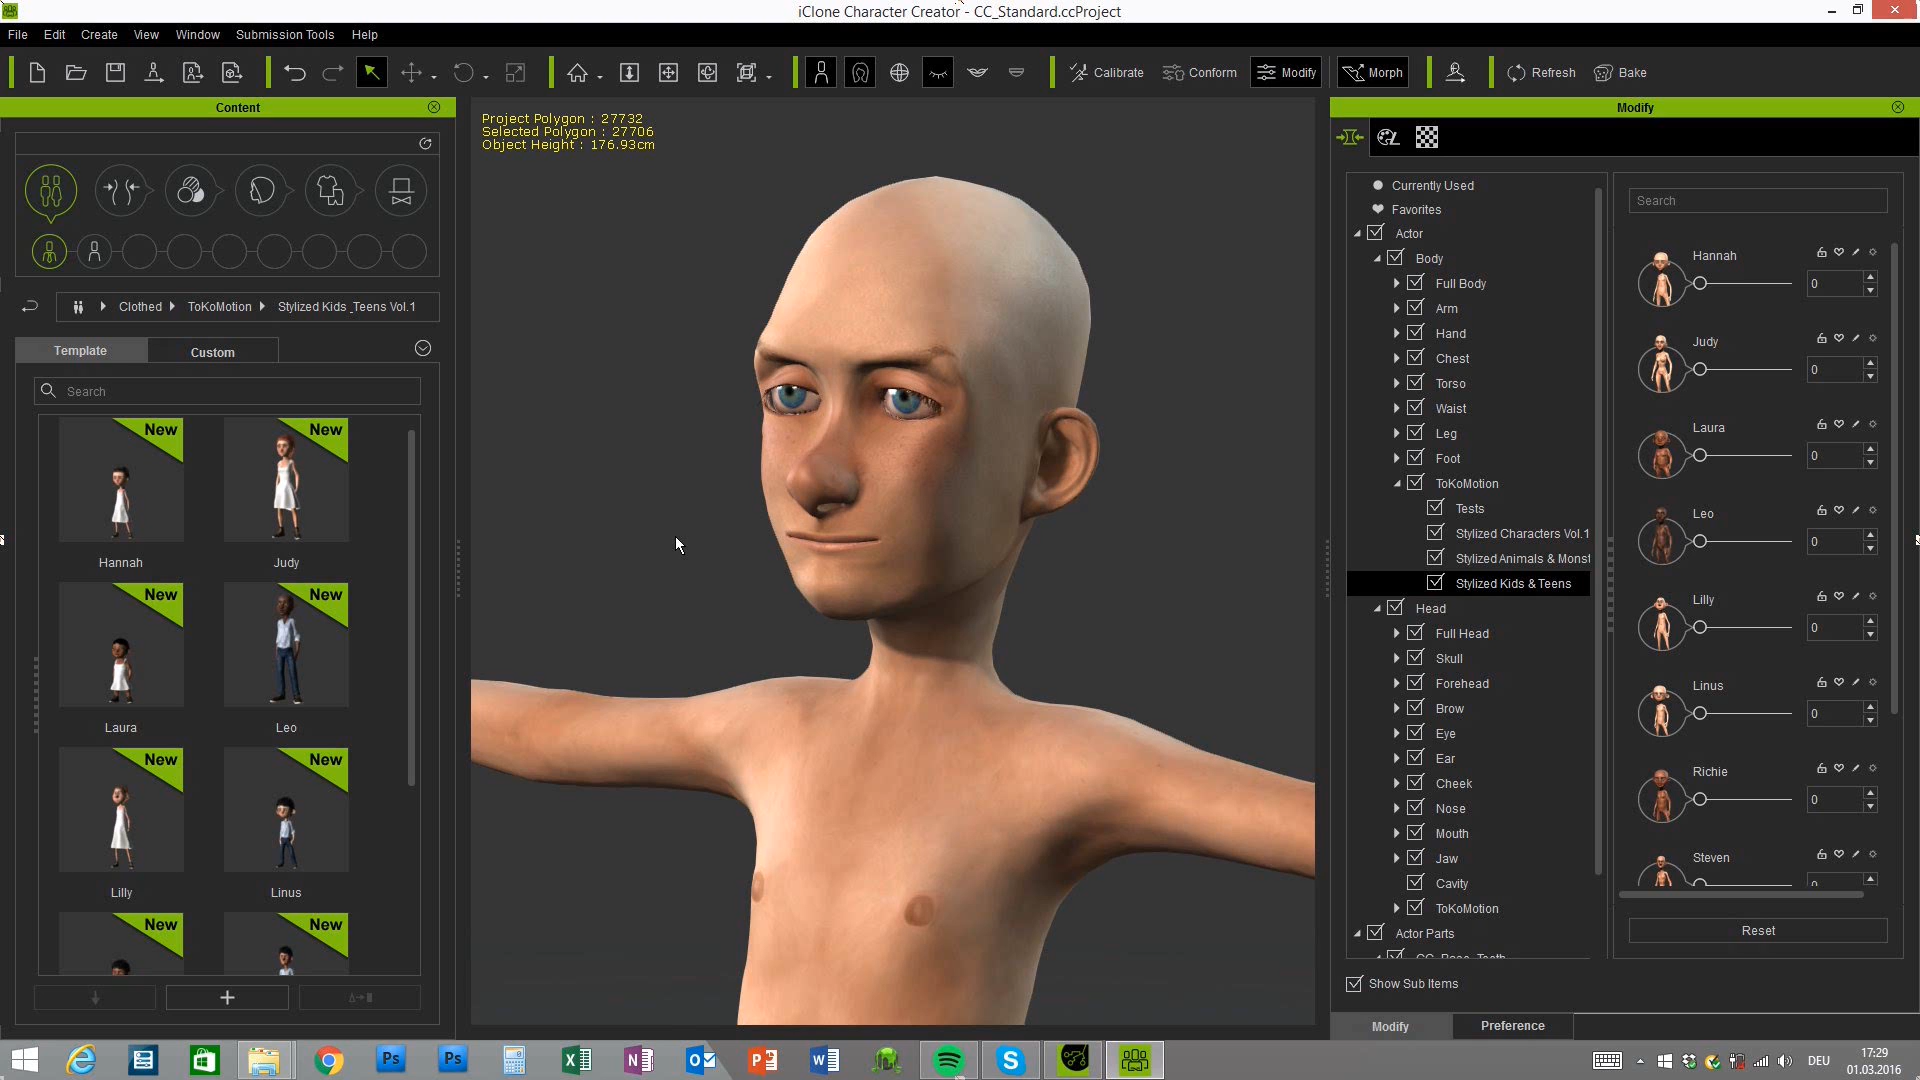 iClone Character Creator - CC_Standard.ccProject
File Edit Create View Window Submission Tools Help
Calibrate Conform Modify Morph Refresh Bake
Content
Clothed ToKoMotion Stylized Kids _Teens Vol.1
Template Custom
Search
New New
Hannah Judy
New New
Laura Leo
New New
Lilly Linus
New New
Project Polygon : 27732
Selected Polygon : 27706
Object Height : 176.93cm
Modify
Currently Used
Favorites
Actor
Body
Full Body
Arm
Hand
Chest
Torso
Waist
Leg
Foot
ToKoMotion
Tests
Stylized Characters Vol.1
Stylized Animals & Monst
Stylized Kids & Teens
Head
Full Head
Skull
Forehead
Brow
Eye
Ear
Cheek
Nose
Mouth
Jaw
Cavity
ToKoMotion
Actor Parts
Show Sub Items
Search
Hannah
0
Judy
0
Laura
0
Leo
0
Lilly
0
Linus
0
Richie
0
Steven
0
Reset
Modify Preference
Ps Ps
DEU
17:29
01.03.2016